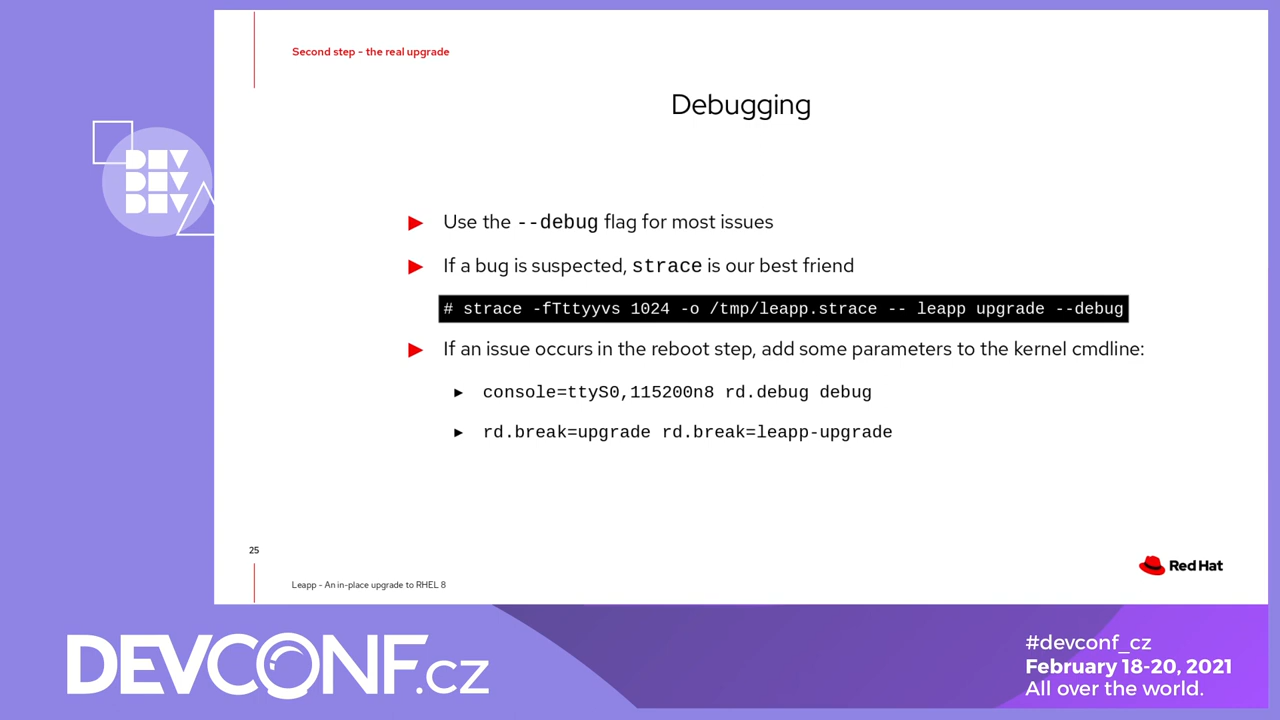 Second step - the real upgrade
Debugging
DEV
DEV
DEV
► Use the --debug flag for most issues
► If a bug is suspected, strace is our best friend
# strace -fTttyyvs 1024 -o /tmp/leapp.strace -- leapp upgrade --debug
► If an issue occurs in the reboot step, add some parameters to the kernel cmdline:
► console=ttyS0,115200n8 rd.debug debug
► rd.break=upgrade rd.break=leapp-upgrade
25
Red Hat
Leapp - An in-place upgrade to RHEL 8
DEVCONF.cz
#devconf_cz
February 18-20, 2021
All over the world.